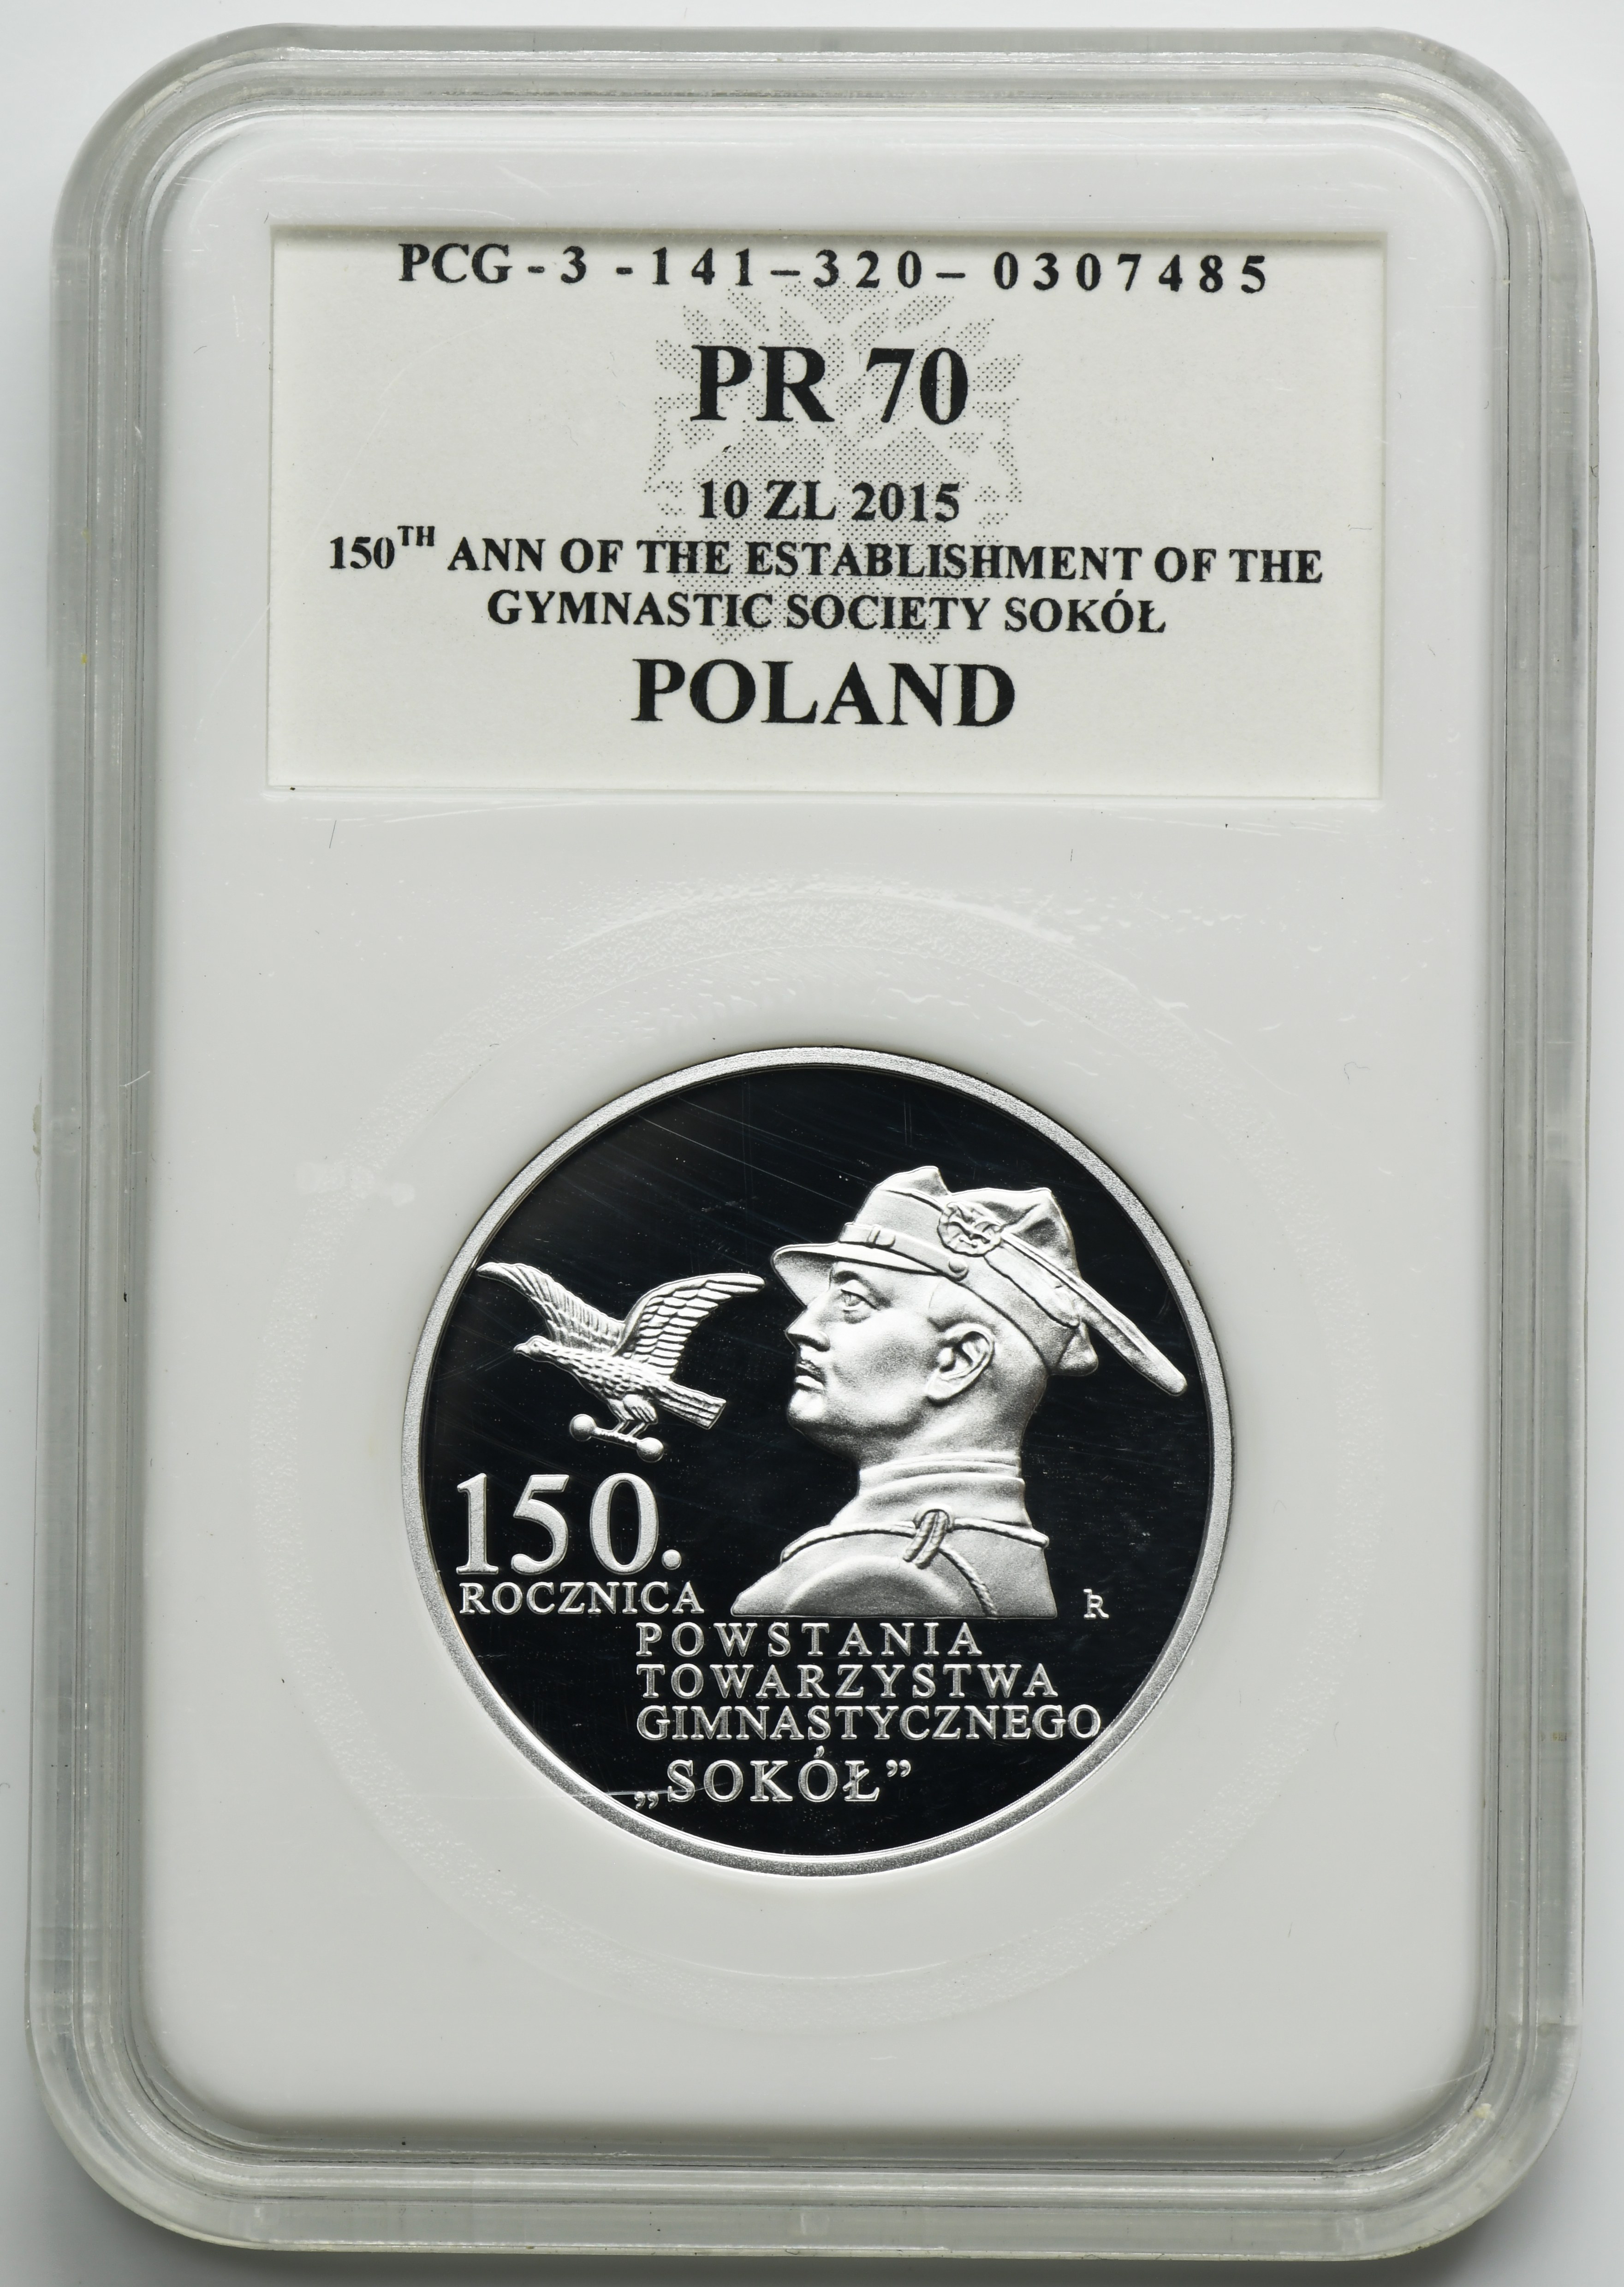 PCG - 3 - 141 - 320 - 0307485
PR 70
10 ZL 2015
150TH ANN OF THE ESTABLISHMENT OF THE
GYMNASTIC SOCIETY SOKÓŁ
POLAND
150.
ROCZNICA
POWSTANIA
TOWARZYSTWA
GIMNASTYCZNEGO
„SOKÓŁ”